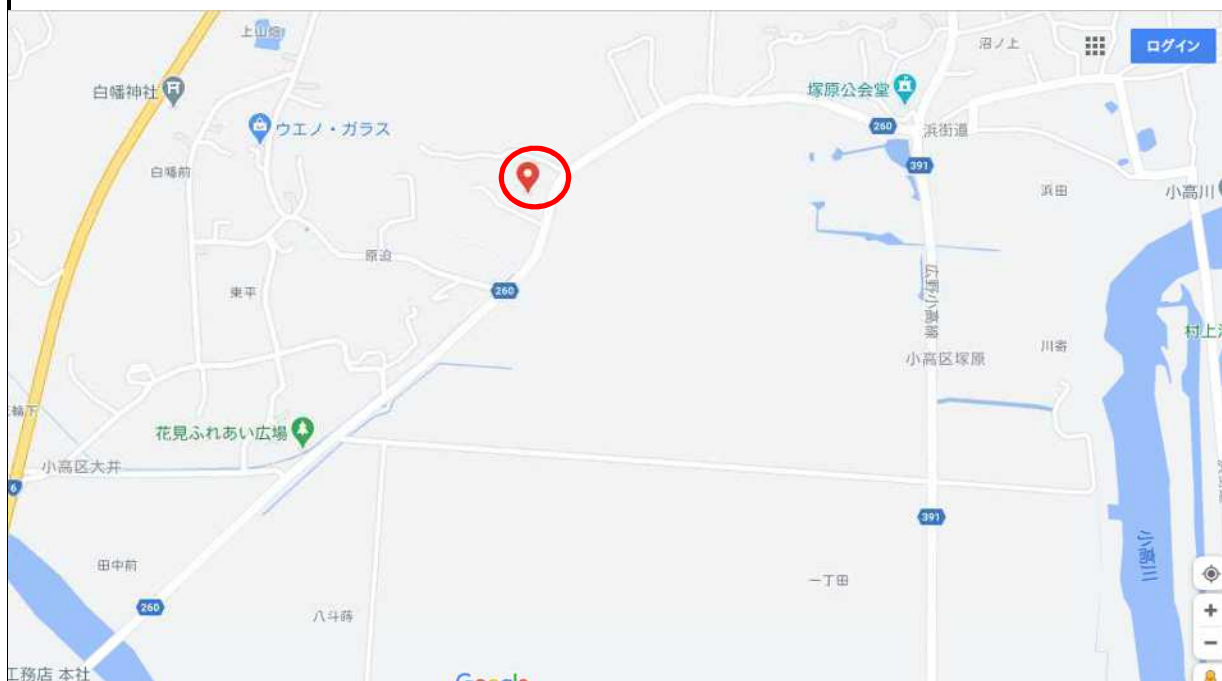 上山畑
沼ノ上
ログイン
白幡神社
塚原公会堂
ウエノ・ガラス
260
浜街道
391
白幡前
浜田
小高川
原迫
東平
260
広野小高線
小高区塚原
川寄
村上
花見ふれあい広場
小高区大井
6
391
小高川
田中前
一丁田
260
八斗蒔
工務店 本社
Google